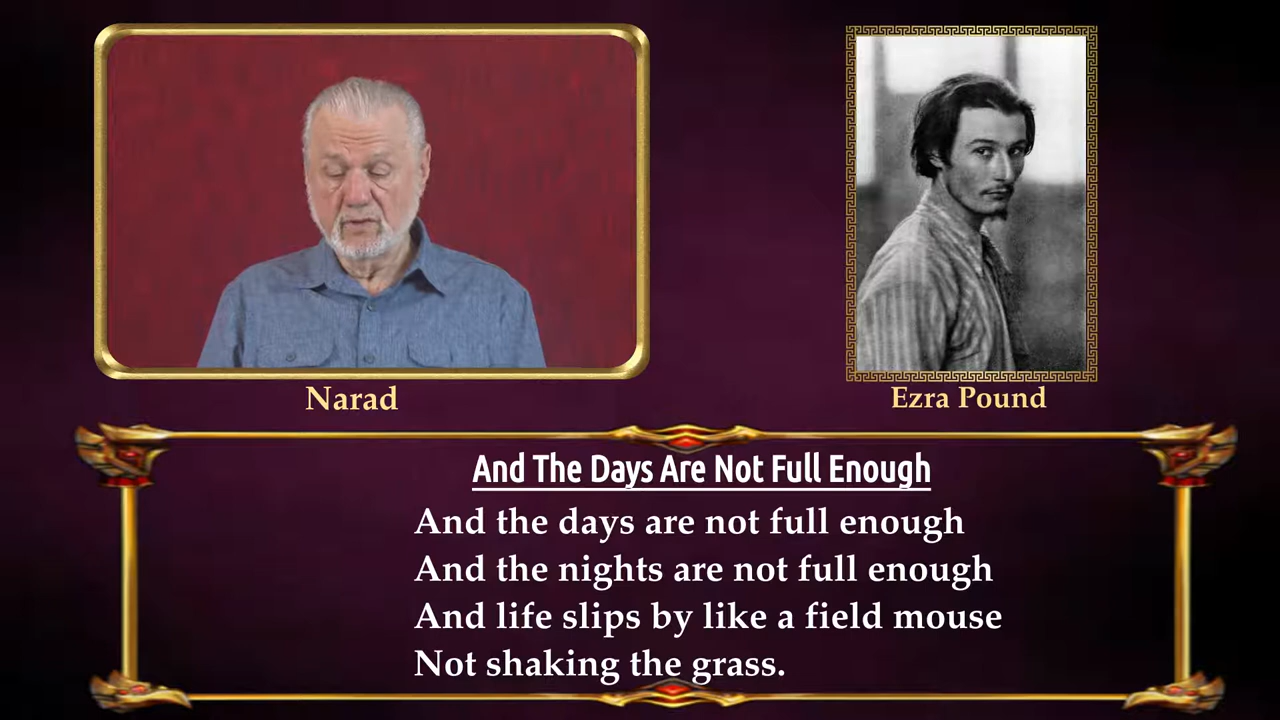 Narad
Ezra Pound
And The Days Are Not Full Enough
And the days are not full enough
And the nights are not full enough
And life slips by like a field mouse
Not shaking the grass.